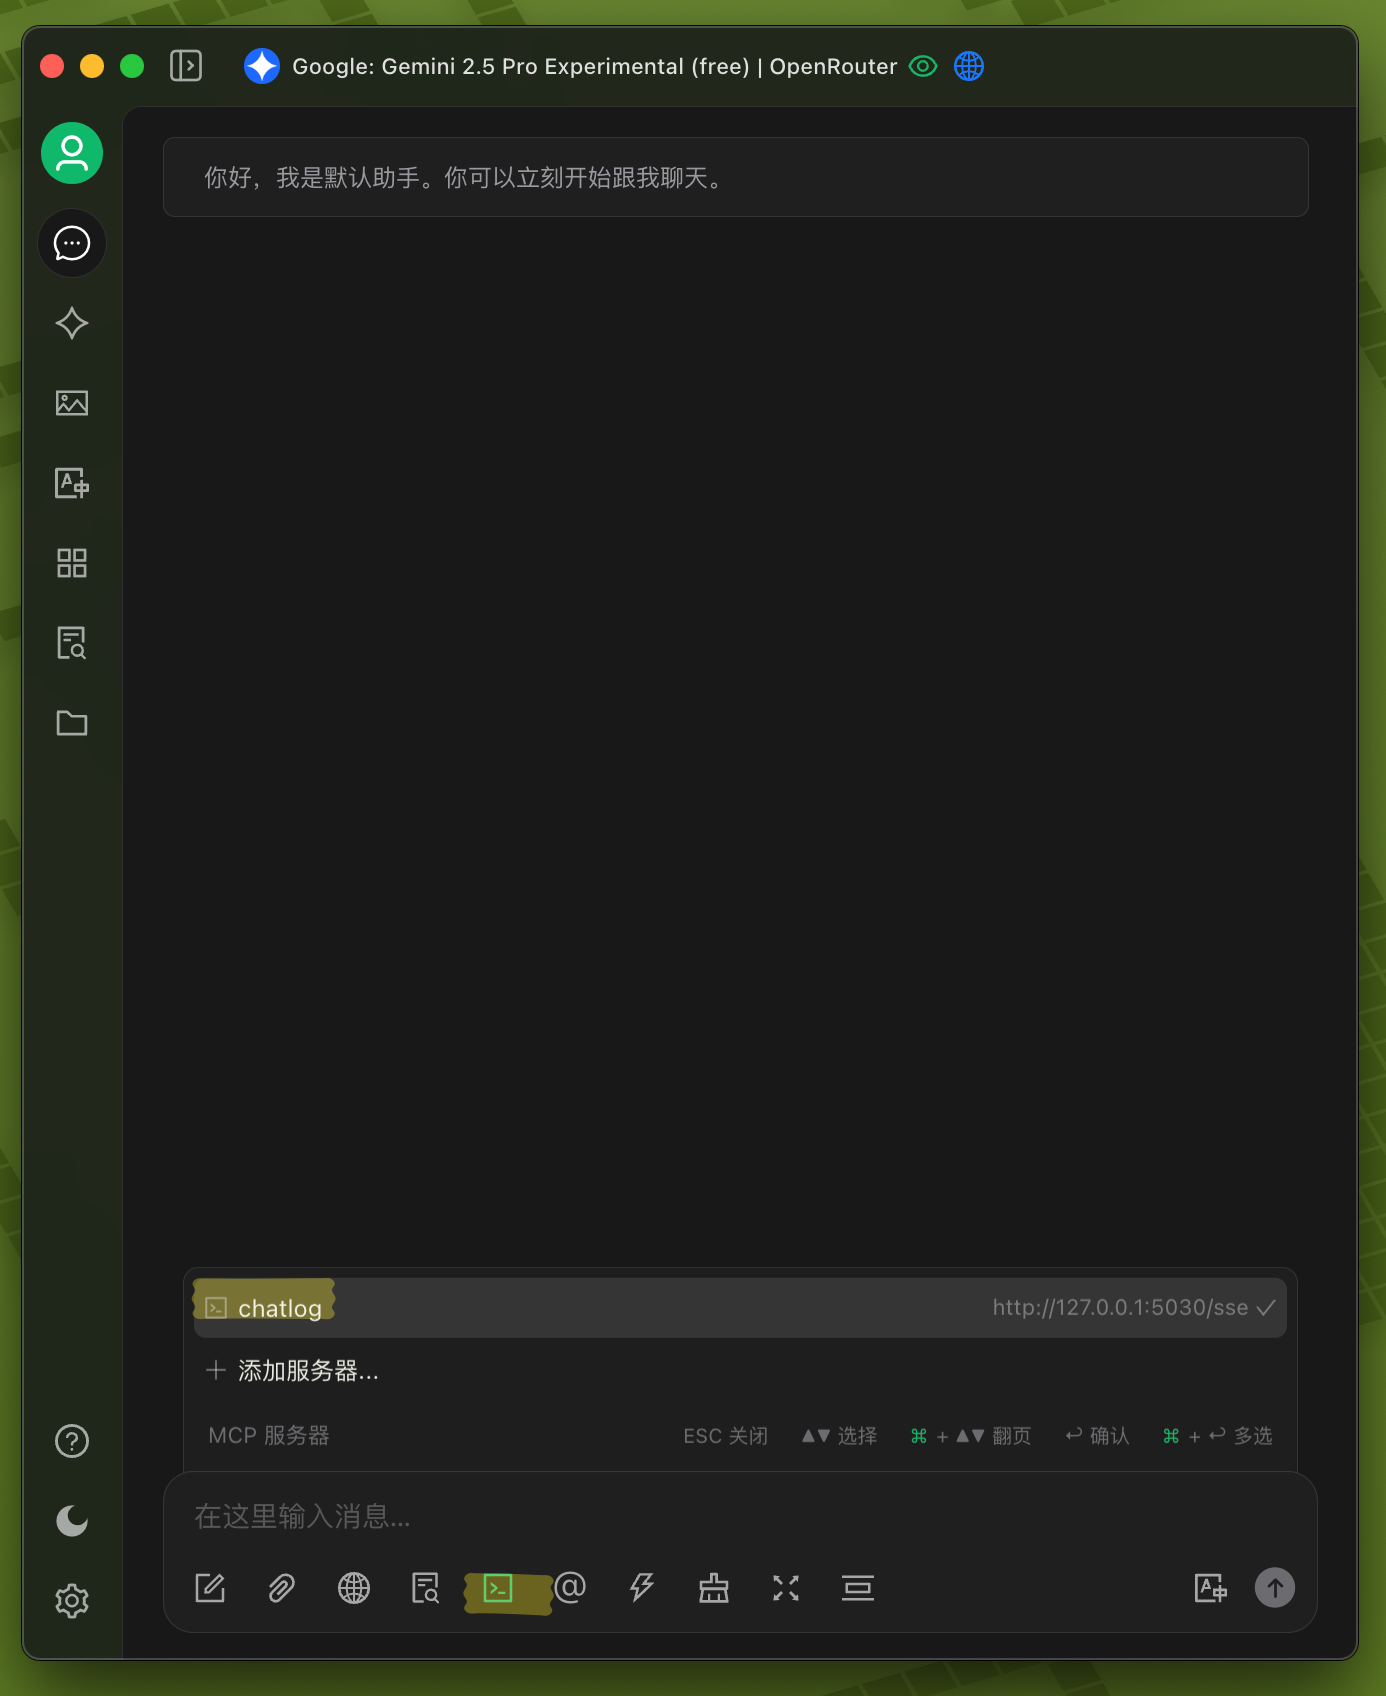 Google: Gemini 2.5 Pro Experimental (free) | OpenRouter
你好，我是默认助手。你可以立刻开始跟我聊天。
chatlog http://127.0.0.1:5030/sse
添加服务器...
MCP 服务器 ESC 关闭 ▲▼ 选择 ⌘ + ▲▼ 翻页 ↩ 确认 ⌘ + ↩ 多选
在这里输入消息...